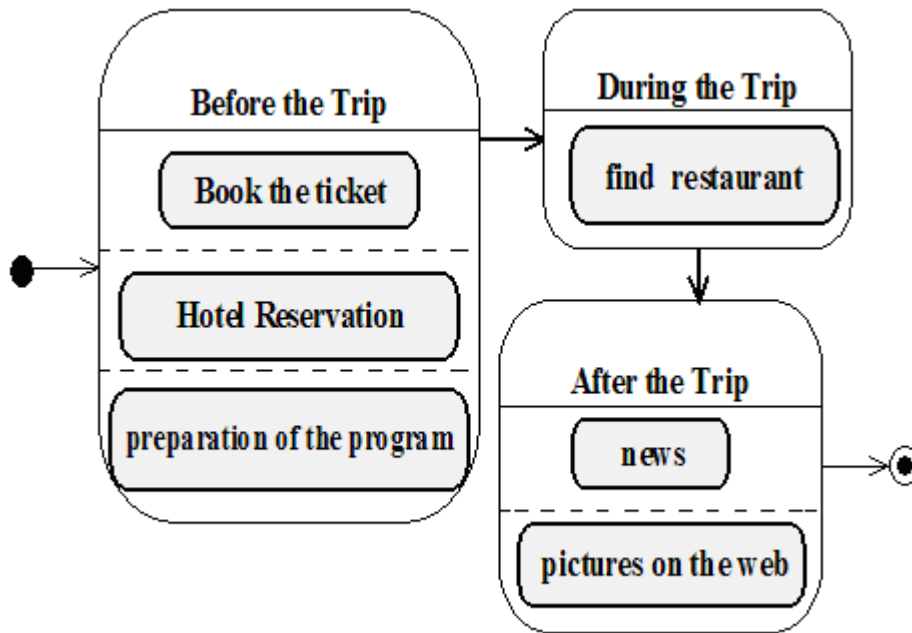 Before the Trip
Book the ticket
Hotel Reservation
preparation of the program
During the Trip
find restaurant
After the Trip
news
pictures on the web